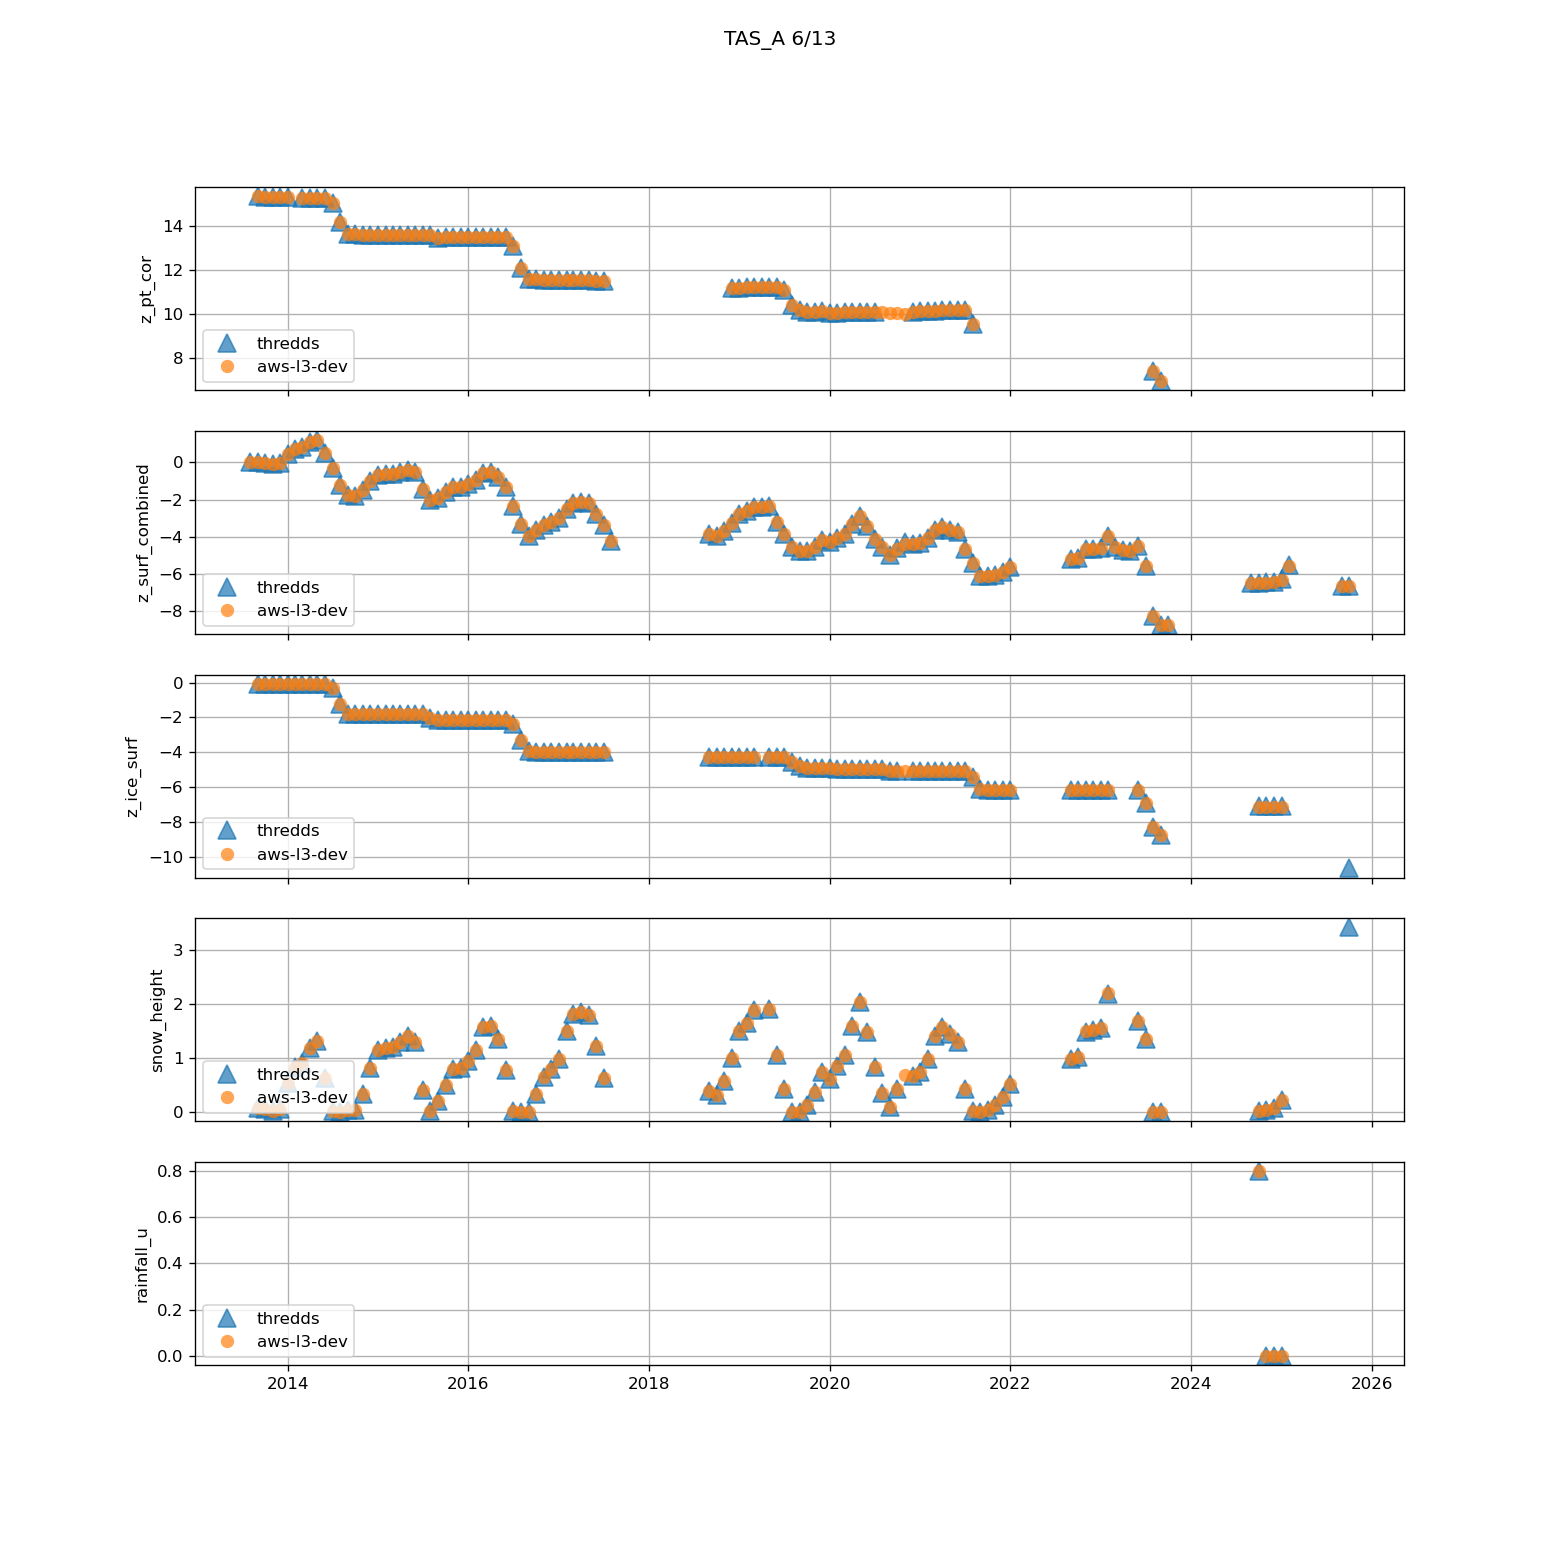 TAS_A 6/13
z_pt_cor
14
12
10
8
thredds
aws-l3-dev
z_surf_combined
0
−2
−4
−6
−8
thredds
aws-l3-dev
z_ice_surf
0
−2
−4
−6
−8
−10
thredds
aws-l3-dev
snow_height
3
2
1
0
thredds
aws-l3-dev
rainfall_u
0.8
0.6
0.4
0.2
0.0
thredds
aws-l3-dev
2014 2016 2018 2020 2022 2024 2026